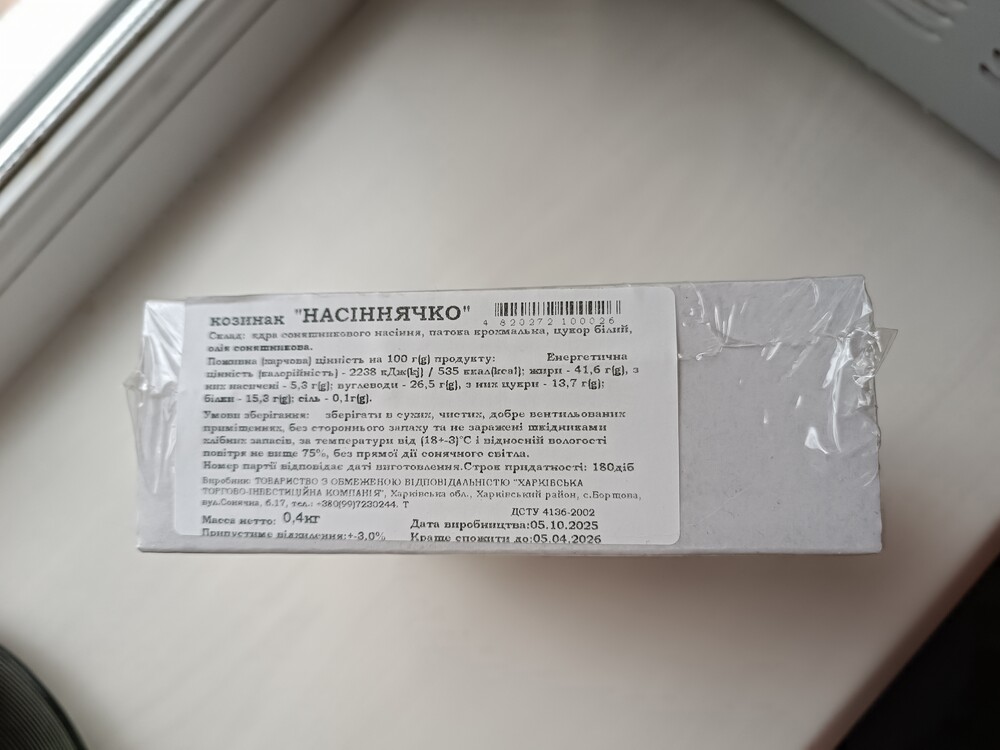 козинак "НАСІННЯЧКО"
4 820272 100026
Склад: ядра соняшникового насіння, патока крохмальна, цукор білий,
олія соняшникова.
Поживна (харчова) цінність на 100 г(g) продукту: Енергетична
цінність (калорійність) - 2238 кДж(kj) / 535 ккал(kcal); жири - 41,6 г(g), з
них насичені - 5,3 г(g); вуглеводи - 26,5 г(g), з них цукри - 13,7 г(g);
білки - 15,3 г(g); сіль - 0,1г(g).
Умови зберігання: зберігати в сухих, чистих, добре вентильованих
приміщеннях, без стороннього запаху та не заражені шкідниками
хлібних запасів, за температури від (18+-3)°С і відносній вологості
повітря не вище 75%, без прямої дії сонячного світла.
Номер партії відповідає даті виготовлення.Строк придатності: 180діб
Виробник: ТОВАРИСТВО З ОБМЕЖЕНОЮ ВІДПОВІДАЛЬНІСТЮ "ХАРКІВСЬКА
ТОРГОВО-ІНВЕСТИЦІЙНА КОМПАНІЯ", Харківська обл., Харківський район, с.Бортова,
вул.Сонячна, б.17, тел.: +380(99)7230244. Т
ДСТУ 4136-2002
Масса нетто: 0,4кг
Дата виробництва:05.10.2025
Припустиме відхилення:+-3,0%
Краще спожити до:05.04.2026